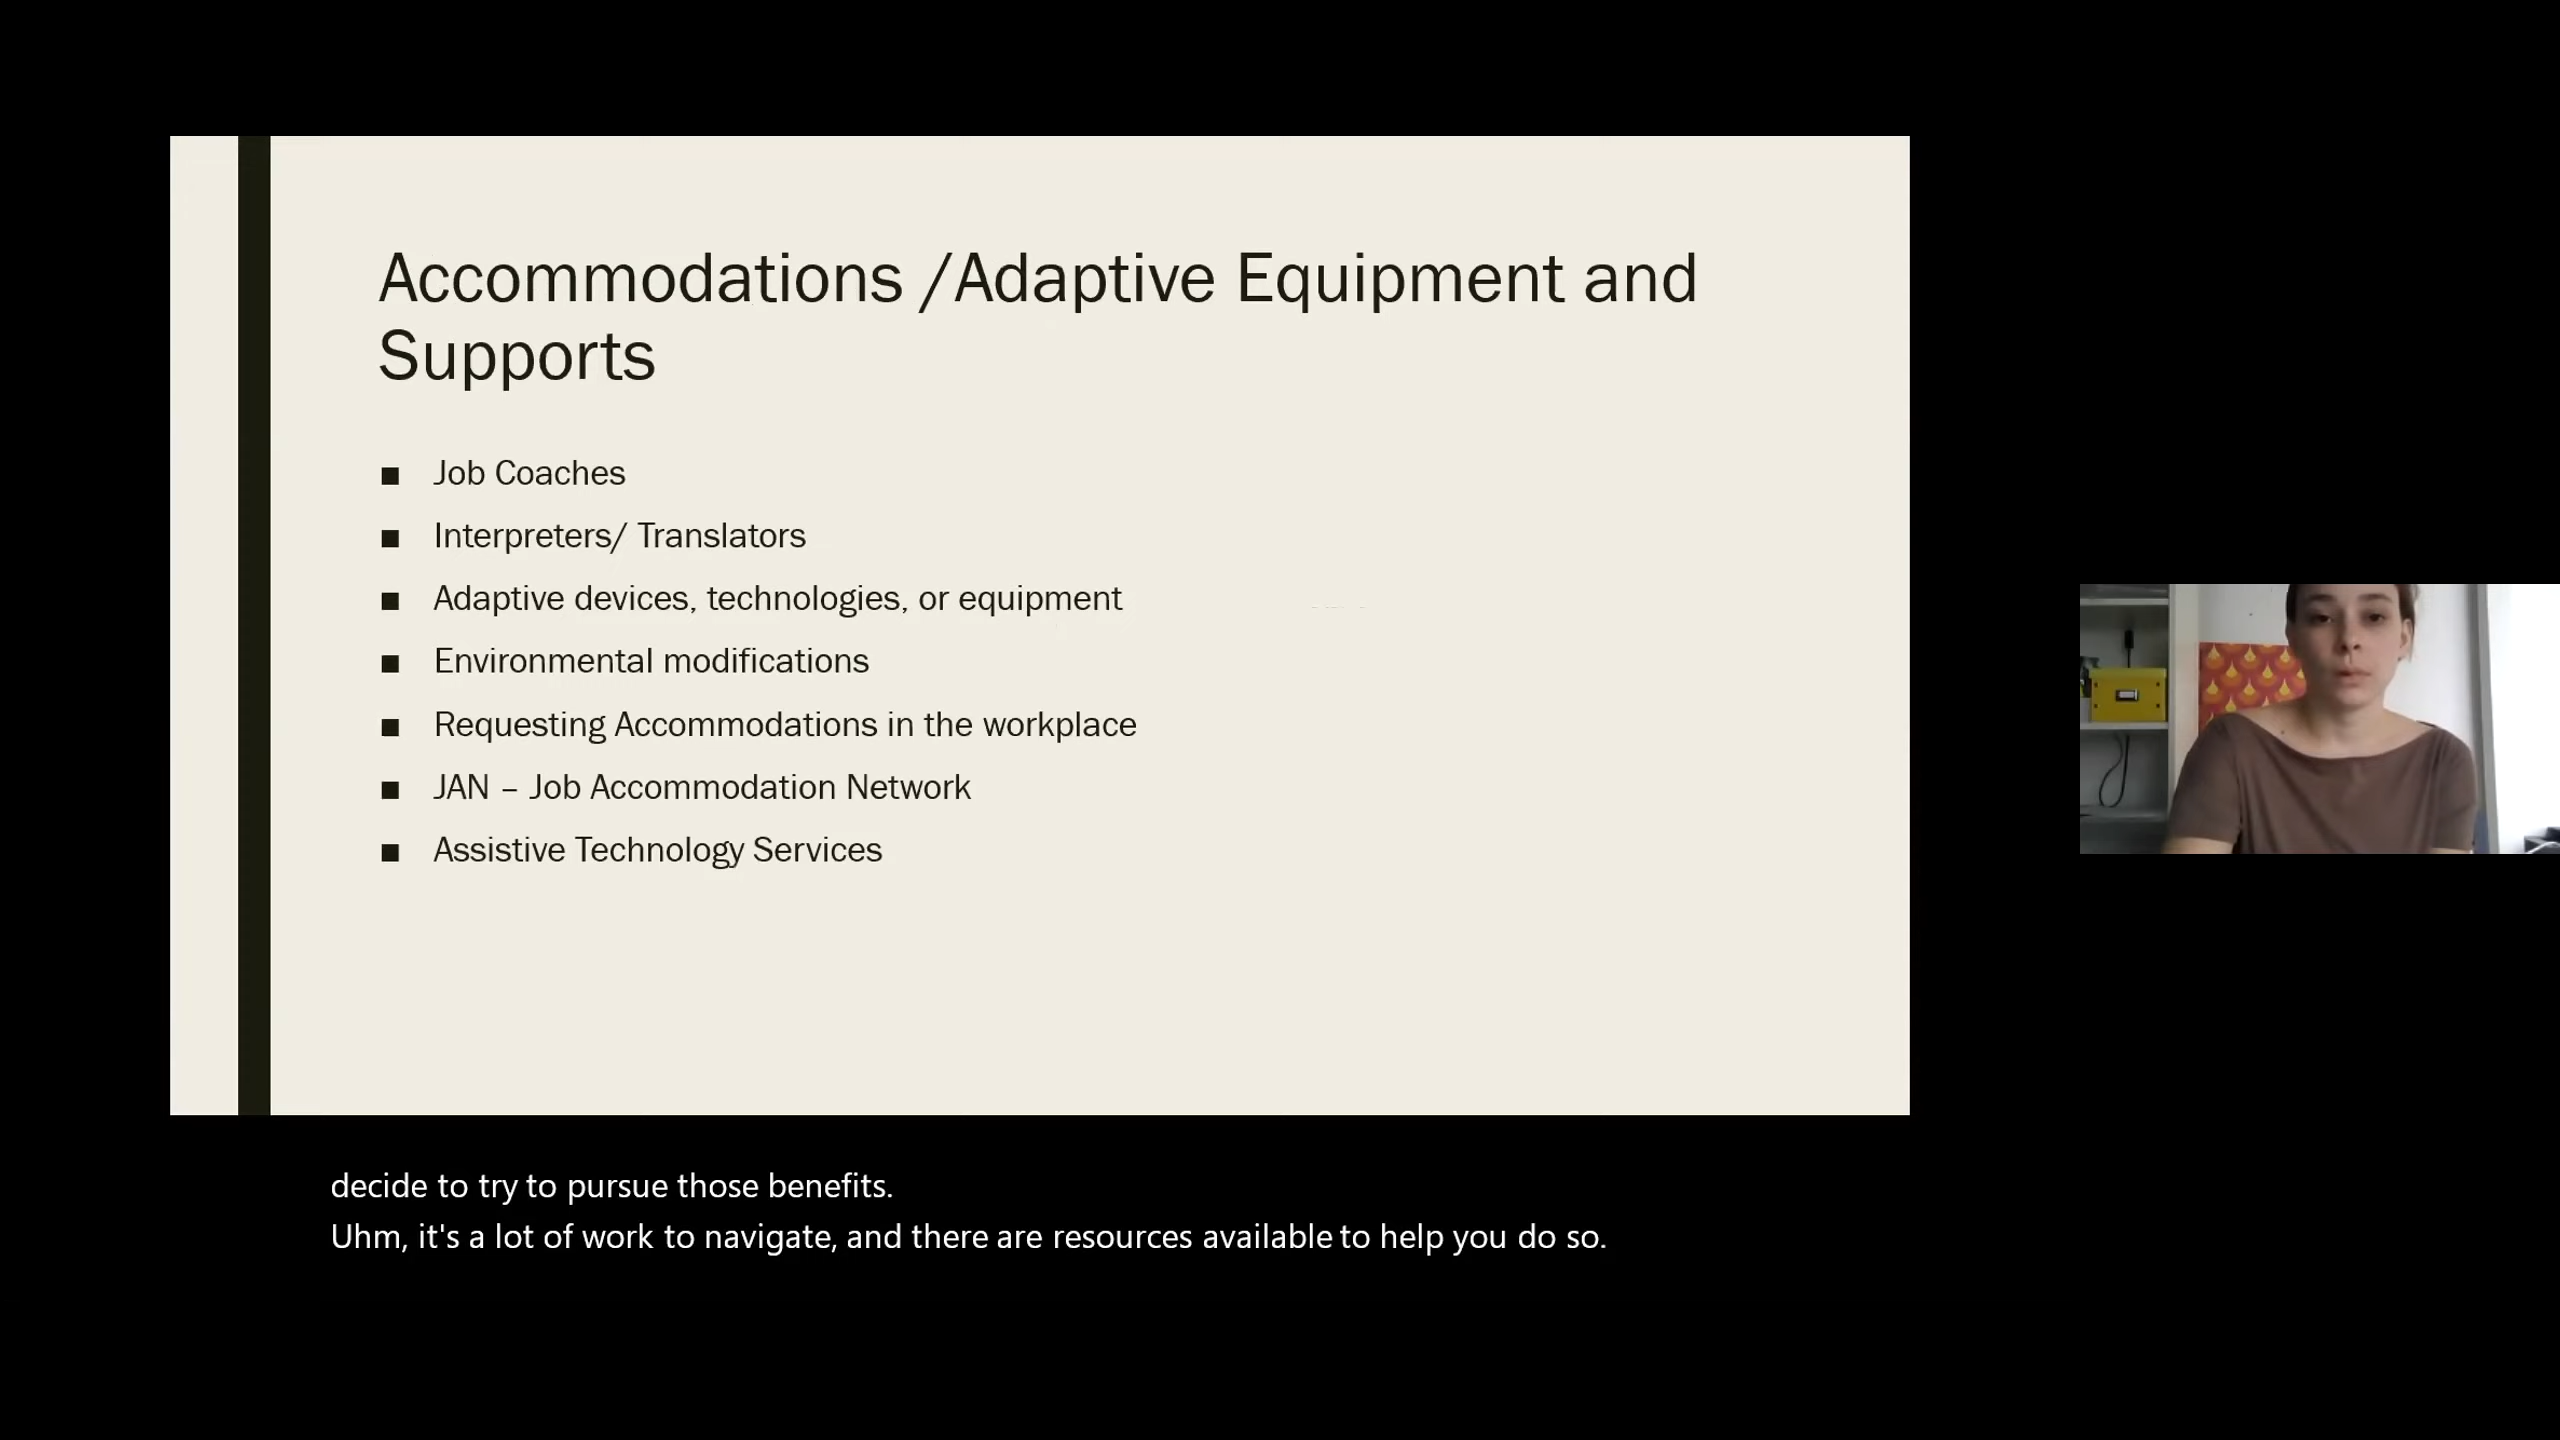 Accommodations /Adaptive Equipment and
Supports
■ Job Coaches
■ Interpreters/ Translators
■ Adaptive devices, technologies, or equipment
■ Environmental modifications
■ Requesting Accommodations in the workplace
■ JAN – Job Accommodation Network
■ Assistive Technology Services
decide to try to pursue those benefits.
Uhm, it's a lot of work to navigate, and there are resources available to help you do so.